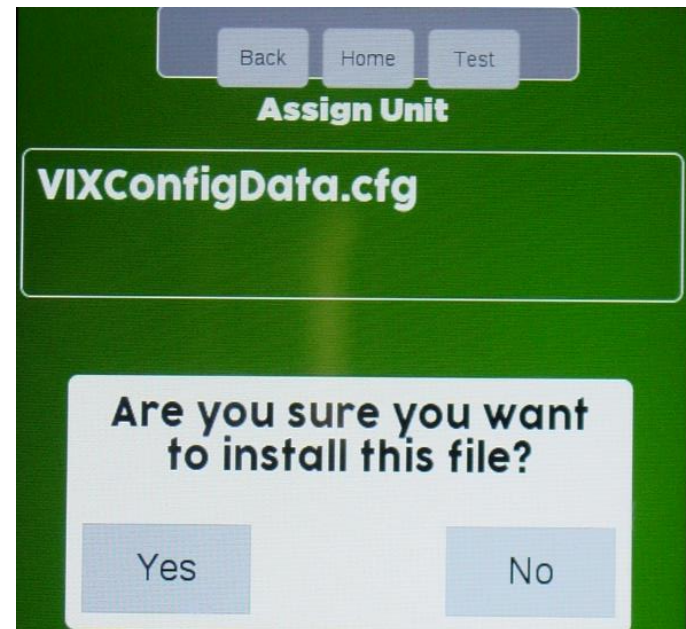 Back Home Test
Assign Unit
VIXConfigData.cfg
Are you sure you want
to install this file?
Yes No